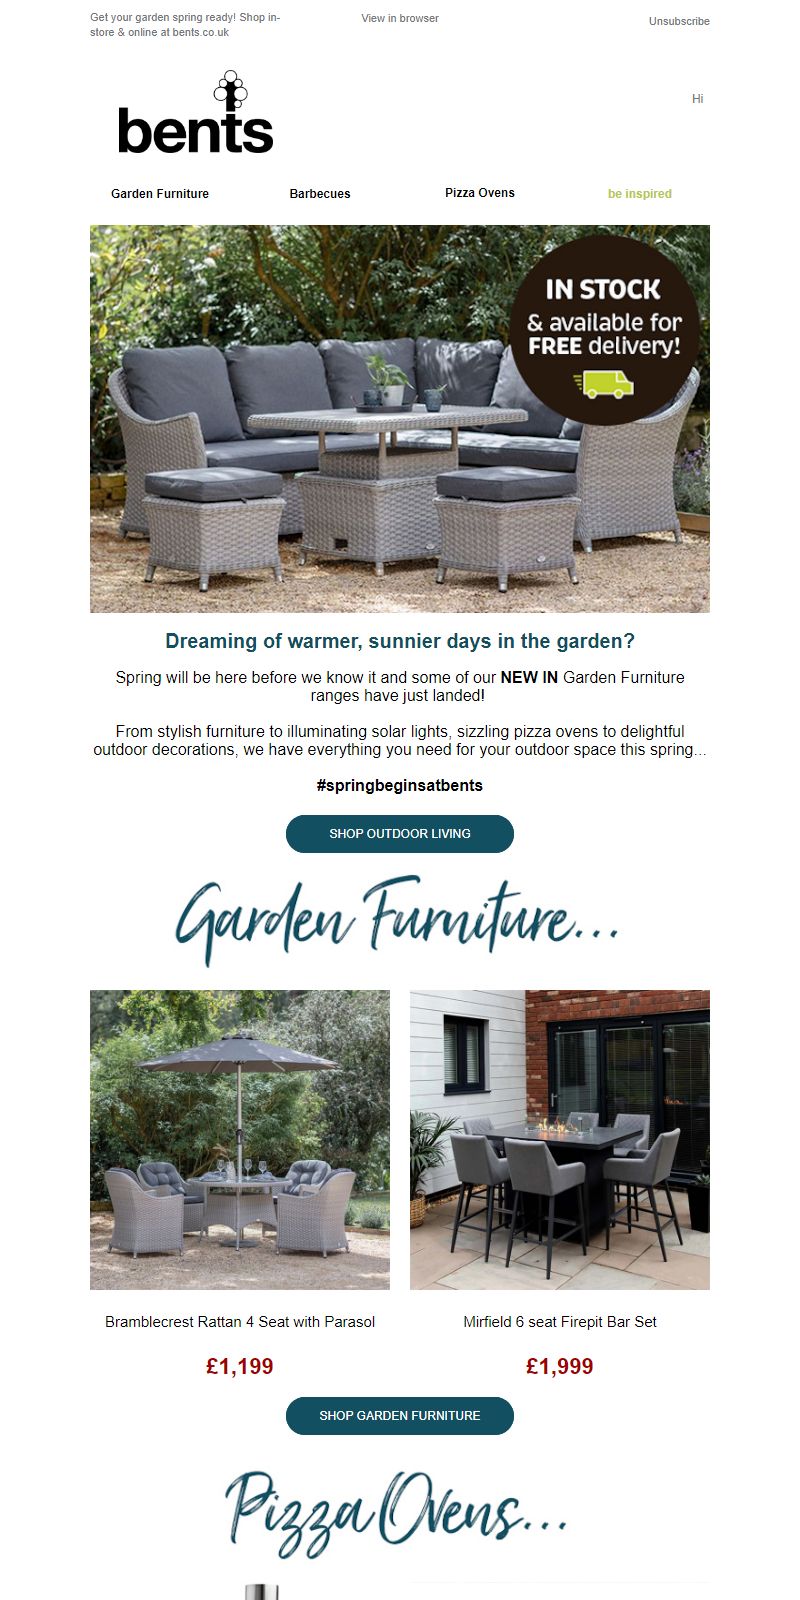 Get your garden spring ready! Shop in-
store & online at bents.co.uk
View in browser
Unsubscribe
bents
Hi
Garden Furniture
Barbecues
Pizza Ovens
be inspired
IN STOCK
& available for
FREE delivery!
Dreaming of warmer, sunnier days in the garden?
Spring will be here before we know it and some of our NEW IN Garden Furniture
ranges have just landed!
From stylish furniture to illuminating solar lights, sizzling pizza ovens to delightful
outdoor decorations, we have everything you need for your outdoor space this spring...
#springbeginsatbents
SHOP OUTDOOR LIVING
Garden Furniture...
Bramblecrest Rattan 4 Seat with Parasol
£1,199
Mirfield 6 seat Firepit Bar Set
£1,999
SHOP GARDEN FURNITURE
Pizza Ovens...